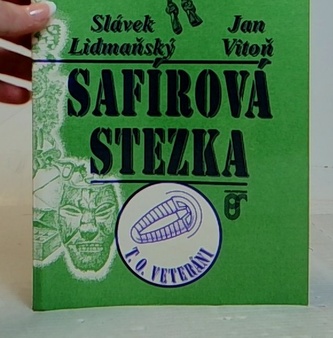 Slávek Jan
Lidmaňský Vitoň
SAFÍROVÁ
STEZKA
T. O. VETERÁNI